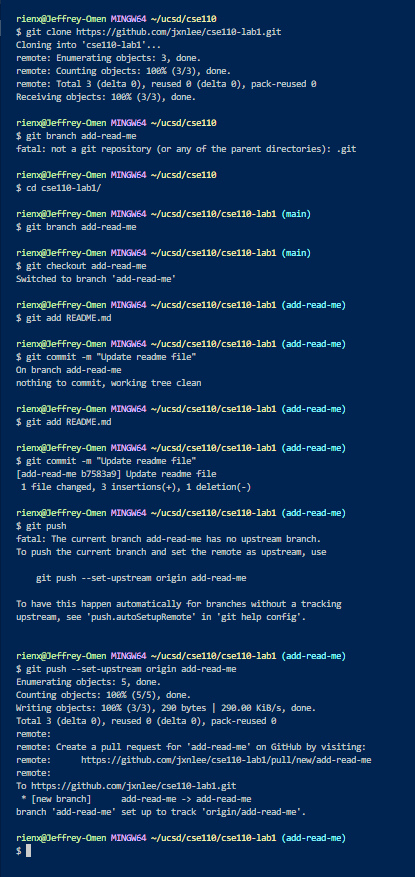 rienx@Jeffrey-Omen MINGW64 ~/ucsd/cse110
$ git clone https://github.com/jxnlee/cse110-lab1.git
Cloning into 'cse110-lab1'...
remote: Enumerating objects: 3, done.
remote: Counting objects: 100% (3/3), done.
remote: Total 3 (delta 0), reused 0 (delta 0), pack-reused 0
Receiving objects: 100% (3/3), done.
rienx@Jeffrey-Omen MINGW64 ~/ucsd/cse110
$ git branch add-read-me
fatal: not a git repository (or any of the parent directories): .git
rienx@Jeffrey-Omen MINGW64 ~/ucsd/cse110
$ cd cse110-lab1/
rienx@Jeffrey-Omen MINGW64 ~/ucsd/cse110/cse110-lab1 (main)
$ git branch add-read-me
rienx@Jeffrey-Omen MINGW64 ~/ucsd/cse110/cse110-lab1 (main)
$ git checkout add-read-me
Switched to branch 'add-read-me'
rienx@Jeffrey-Omen MINGW64 ~/ucsd/cse110/cse110-lab1 (add-read-me)
$ git add README.md
rienx@Jeffrey-Omen MINGW64 ~/ucsd/cse110/cse110-lab1 (add-read-me)
$ git commit -m "Update readme file"
On branch add-read-me
nothing to commit, working tree clean
rienx@Jeffrey-Omen MINGW64 ~/ucsd/cse110/cse110-lab1 (add-read-me)
$ git add README.md
rienx@Jeffrey-Omen MINGW64 ~/ucsd/cse110/cse110-lab1 (add-read-me)
$ git commit -m "Update readme file"
[add-read-me b7583a9] Update readme file
1 file changed, 3 insertions(+), 1 deletion(-)
rienx@Jeffrey-Omen MINGW64 ~/ucsd/cse110/cse110-lab1 (add-read-me)
$ git push
fatal: The current branch add-read-me has no upstream branch.
To push the current branch and set the remote as upstream, use
git push --set-upstream origin add-read-me
To have this happen automatically for branches without a tracking
upstream, see 'push.autoSetupRemote' in 'git help config'.
rienx@Jeffrey-Omen MINGW64 ~/ucsd/cse110/cse110-lab1 (add-read-me)
$ git push --set-upstream origin add-read-me
Enumerating objects: 5, done.
Counting objects: 100% (5/5), done.
Writing objects: 100% (3/3), 290 bytes | 290.00 KiB/s, done.
Total 3 (delta 0), reused 0 (delta 0), pack-reused 0
remote:
remote: Create a pull request for 'add-read-me' on GitHub by visiting:
remote:      https://github.com/jxnlee/cse110-lab1/pull/new/add-read-me
remote:
To https://github.com/jxnlee/cse110-lab1.git
* [new branch]      add-read-me -> add-read-me
branch 'add-read-me' set up to track 'origin/add-read-me'.
rienx@Jeffrey-Omen MINGW64 ~/ucsd/cse110/cse110-lab1 (add-read-me)
$